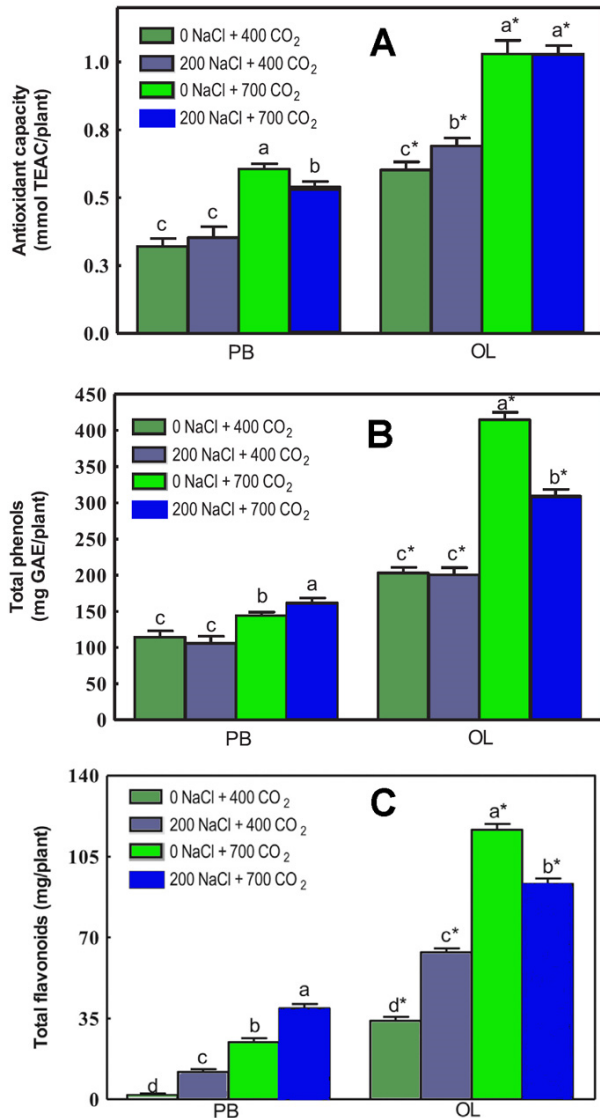 A
0 NaCl + 400 CO2
200 NaCl + 400 CO2
0 NaCl + 700 CO2
200 NaCl + 700 CO2
Antioxidant capacity
(mmol TEAC/plant)
1.0
0.8
0.5
0.3
0.0
c
c
a
b
c*
b*
a*
a*
PB
OL
B
0 NaCl + 400 CO2
200 NaCl + 400 CO2
0 NaCl + 700 CO2
200 NaCl + 700 CO2
Total phenols
(mg GAE/plant)
450
400
350
300
250
200
150
100
50
0
c
c
b
a
c*
c*
a*
b*
PB
OL
C
0 NaCl + 400 CO2
200 NaCl + 400 CO2
0 NaCl + 700 CO2
200 NaCl + 700 CO2
Total flavonoids (mg/plant)
140
105
70
35
0
d
c
b
a
d*
c*
a*
b*
PB
OL